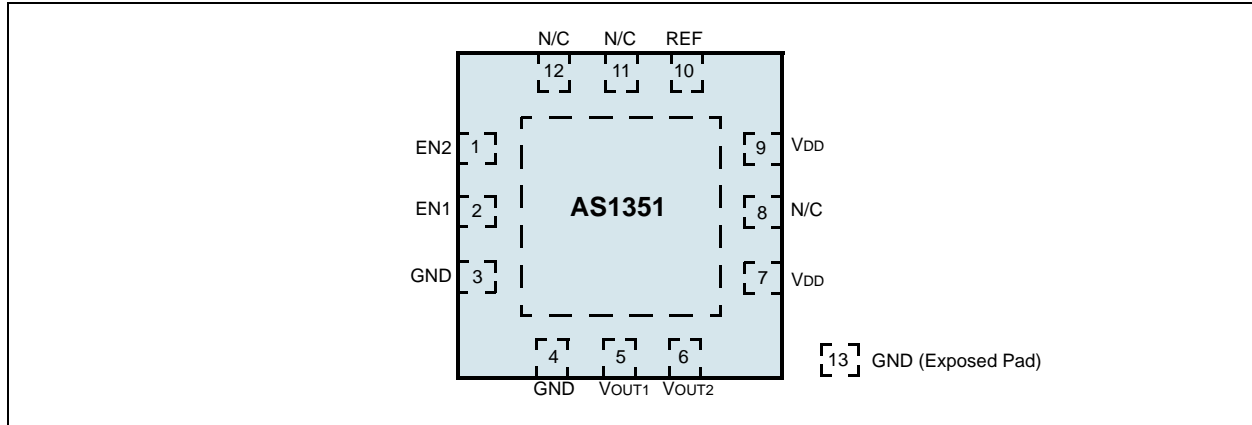 N/C N/C REF
12 11 10
EN2 1 9 VDD
EN1 2 AS1351 8 N/C
GND 3 7 VDD
4 5 6
GND VOUT1 VOUT2
13 GND (Exposed Pad)